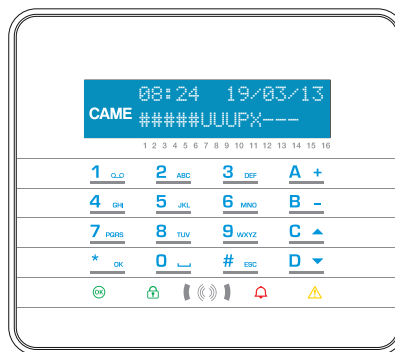 08:24 19/03/13
CAME #####UUUPX---
1 2 3 4 5 6 7 8 9 10 11 12 13 14 15 16
1 2 ABC 3 DEF A +
4 GHI 5 JKL 6 MNO B -
7 PQRS 8 TUV 9 WXYZ C
* OK 0 # ESC D
OK